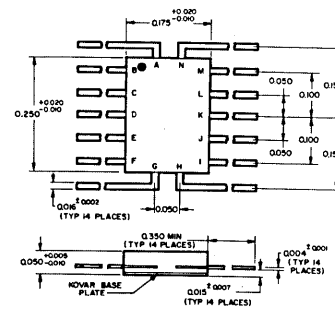 +0.020
0.175 -0.010
A N
B M
C L
D K
E J
F I
G H
+0.020
0.250 -0.010
0.050
0.100
0.100
0.050
0.016 ±0.002
(TYP 14 PLACES)
0.050
0.350 MIN
(TYP 14 PLACES)
+0.005
0.050 -0.010
0.004 ±0.001
(TYP 14
PLACES)
KOVAR BASE
PLATE
0.015 ±0.007
(TYP 14 PLACES)